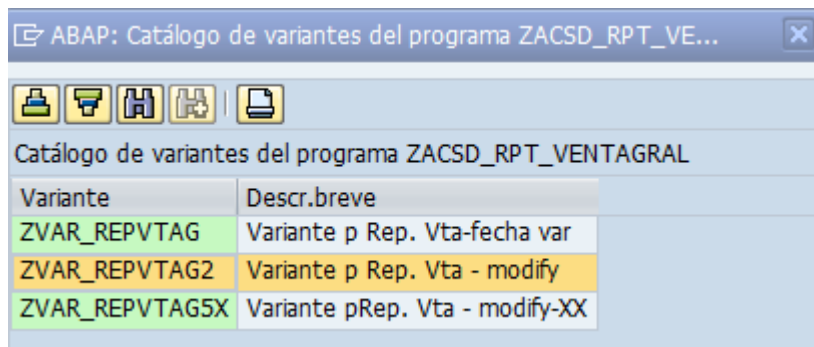 ABAP: Catálogo de variantes del programa ZACSD_RPT_VE...
Catálogo de variantes del programa ZACSD_RPT_VENTAGRAL
Variante Descr.breve
ZVAR_REPVTAG Variante p Rep. Vta-fecha var
ZVAR_REPVTAG2 Variante p Rep. Vta - modify
ZVAR_REPVTAG5X Variante pRep. Vta - modify-XX